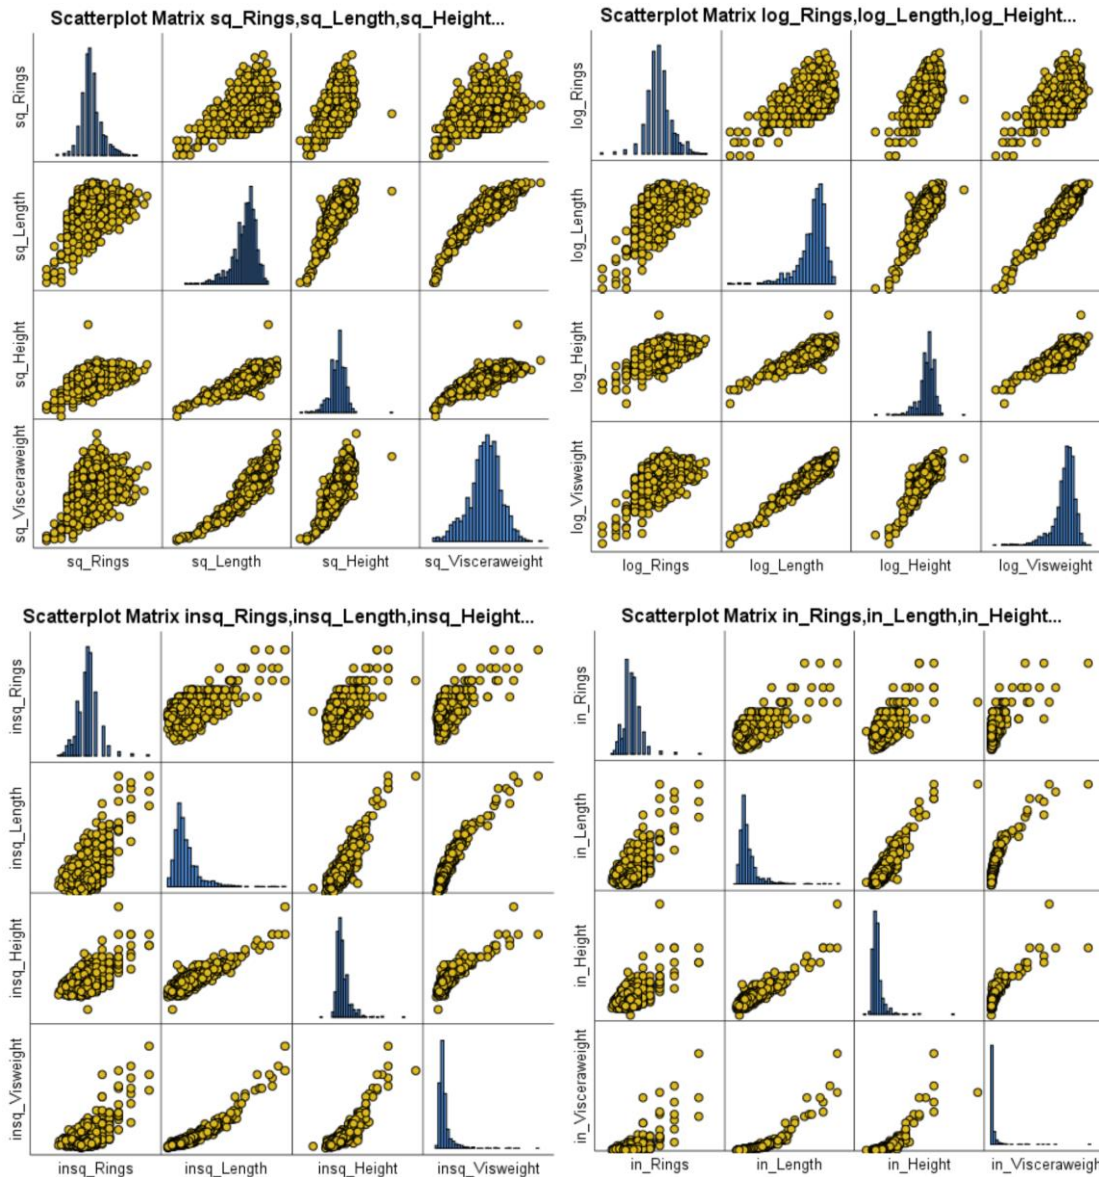 Scatterplot Matrix sq_Rings,sq_Length,sq_Height...
sq_Rings
sq_Length
sq_Height
sq_Visceraweight
sq_Rings
sq_Length
sq_Height
sq_Visceraweight
Scatterplot Matrix log_Rings,log_Length,log_Height...
log_Rings
log_Length
log_Height
log_Visweight
log_Rings
log_Length
log_Height
log_Visweight
Scatterplot Matrix insq_Rings,insq_Length,insq_Height...
insq_Rings
insq_Length
insq_Height
insq_Visweight
insq_Rings
insq_Length
insq_Height
insq_Visweight
Scatterplot Matrix in_Rings,in_Length,in_Height...
in_Rings
in_Length
in_Height
in_Visceraweight
in_Rings
in_Length
in_Height
in_Visceraweigh